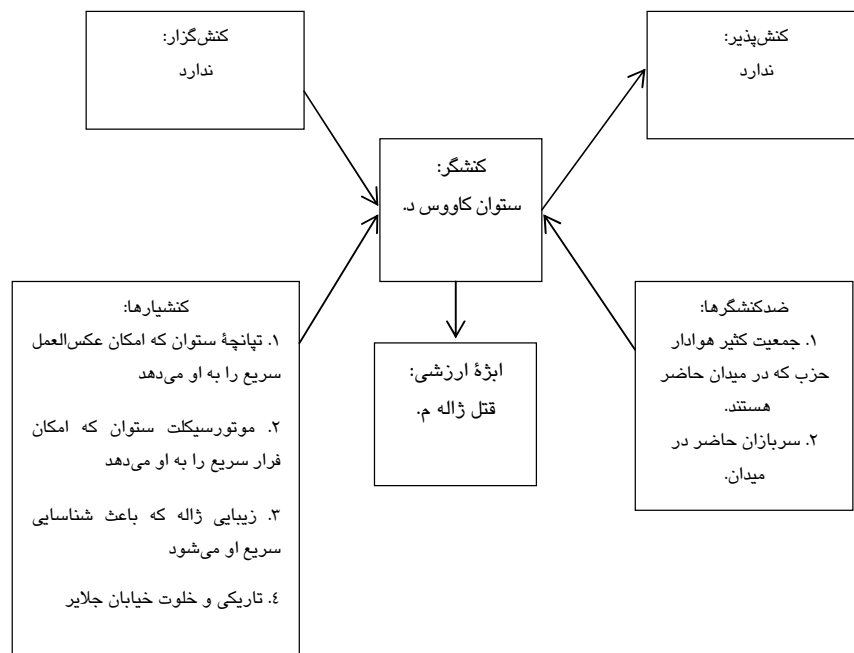 کنش‌پذیر:
ندارد
کنش‌گزار:
ندارد
کنشگر:
ستوان کاووس د.
ضدکنشگرها:
۱. جمعیت کثیر هوادار
حزب که در میدان حاضر
هستند.
۲. سربازان حاضر در
میدان.
ابژهٔ ارزشی:
قتل ژاله م.
کنشیارها:
۱. تپانچهٔ ستوان که امکان عکس‌العمل
سریع را به او می‌دهد
۲. موتورسیکلت ستوان که امکان
فرار سریع را به او می‌دهد
۳. زیبایی ژاله که باعث شناسایی
سریع او می‌شود
٤. تاریکی و خلوت خیابان جلایر